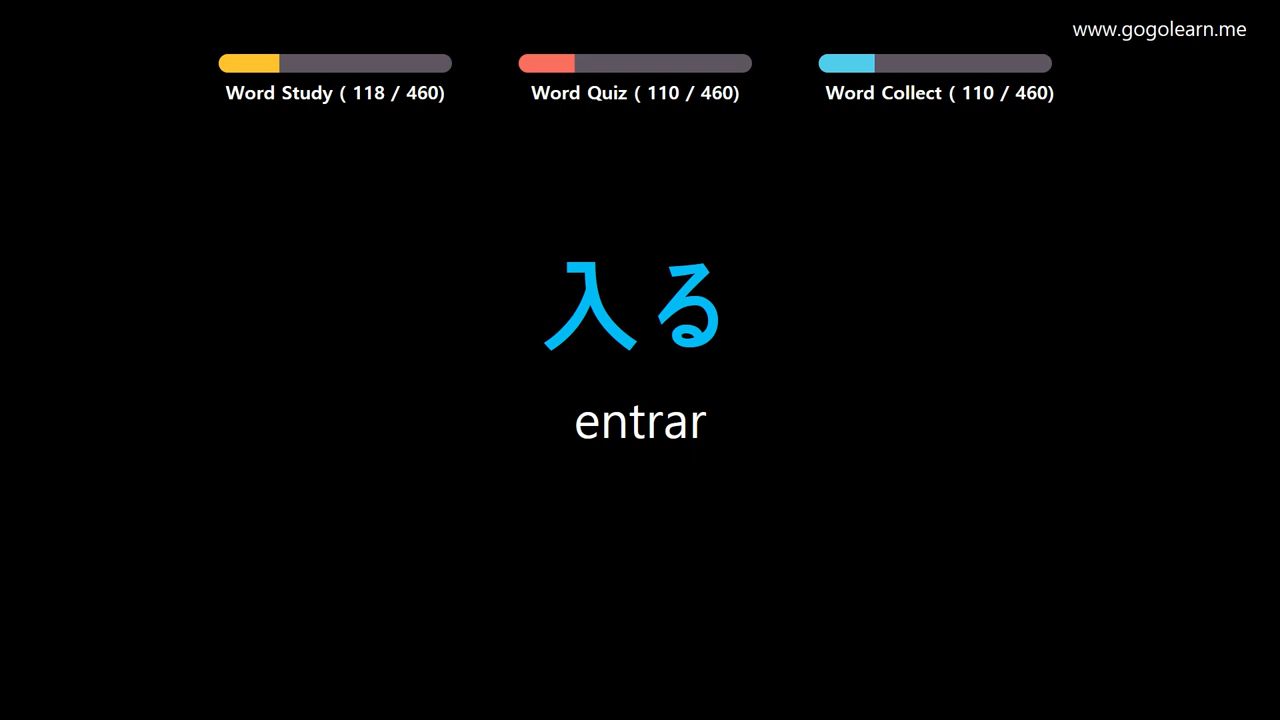 www.gogolearn.me
Word Study ( 118 / 460)
Word Quiz ( 110 / 460)
Word Collect ( 110 / 460)
入る
entrar